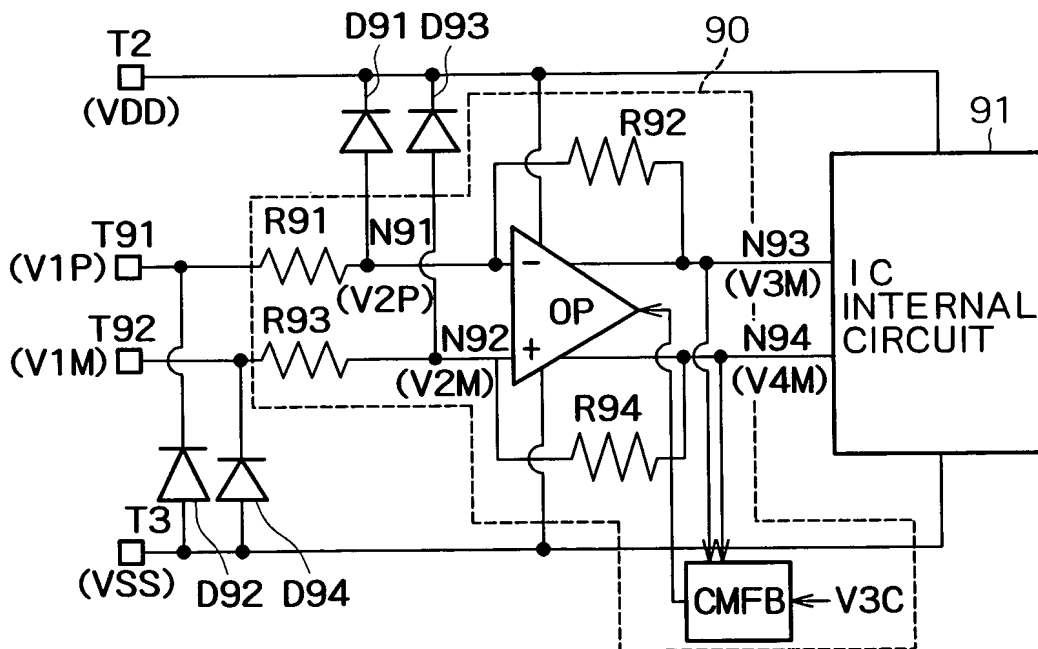 D91 D93
T2
(VDD)
90
R92
91
T91
(V1P)
R91
N91
(V2P)
−
OP
+
N93
(V3M)
IC
INTERNAL
CIRCUIT
T92
(V1M)
R93
N92
(V2M)
N94
(V4M)
R94
T3
(VSS)
D92 D94
CMFB
V3C